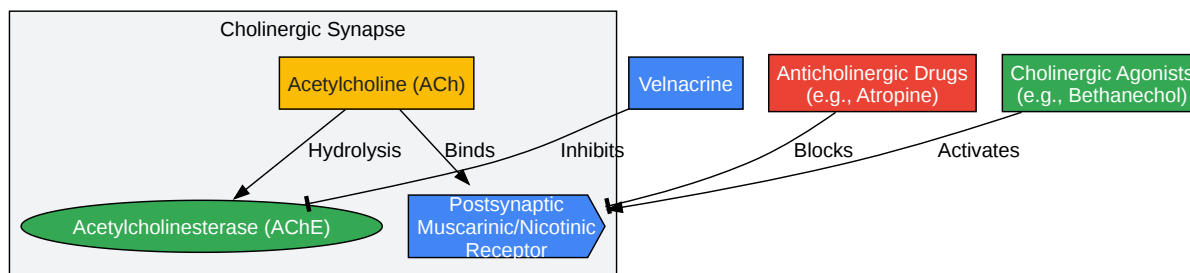 Cholinergic Synapse
Acetylcholine (ACh)
Velnacrine
Anticholinergic Drugs
(e.g., Atropine)
Cholinergic Agonists
(e.g., Bethanechol)
Hydrolysis
Binds
Inhibits
Blocks
Activates
Acetylcholinesterase (AChE)
Postsynaptic
Muscarinic/Nicotinic
Receptor